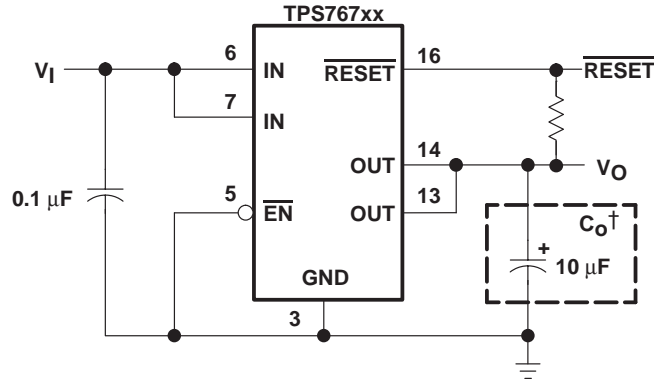 TPS767xx
6
16
V_I
IN
RESET
RESET
7
IN
14
OUT
V_O
5
13
0.1 μF
EN
OUT
C_o†
+
10 μF
GND
3